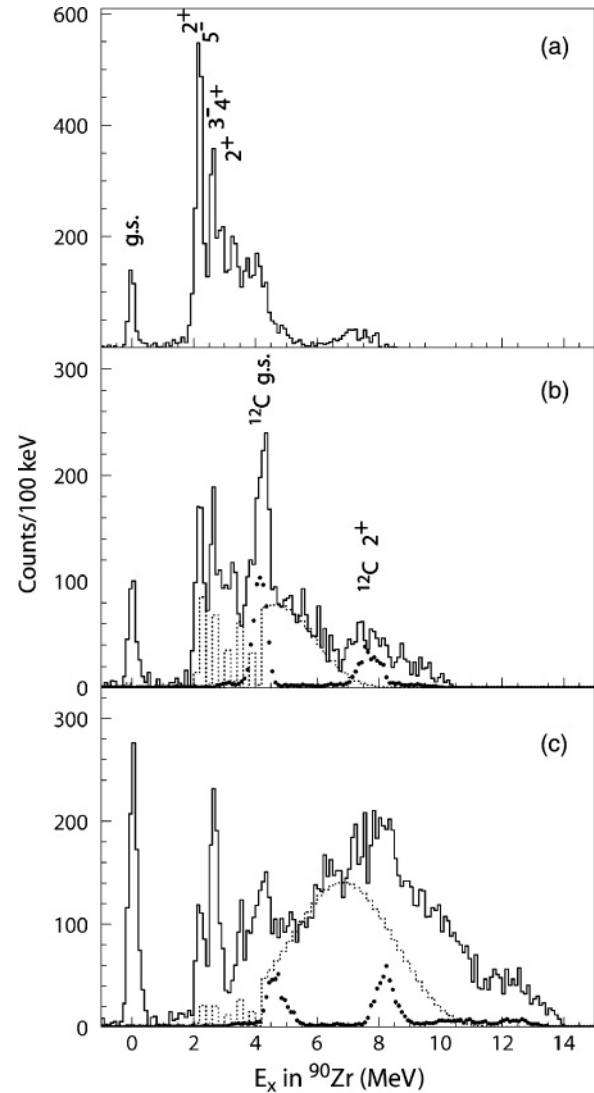 600
400
200
(a)
g.s.
2+
5-
3-
4+
2+
300
200
100
0
(b)
12C g.s.
12C 2+
Counts/100 keV
300
200
100
0
(c)
0 2 4 6 8 10 12 14
Ex in 90Zr (MeV)